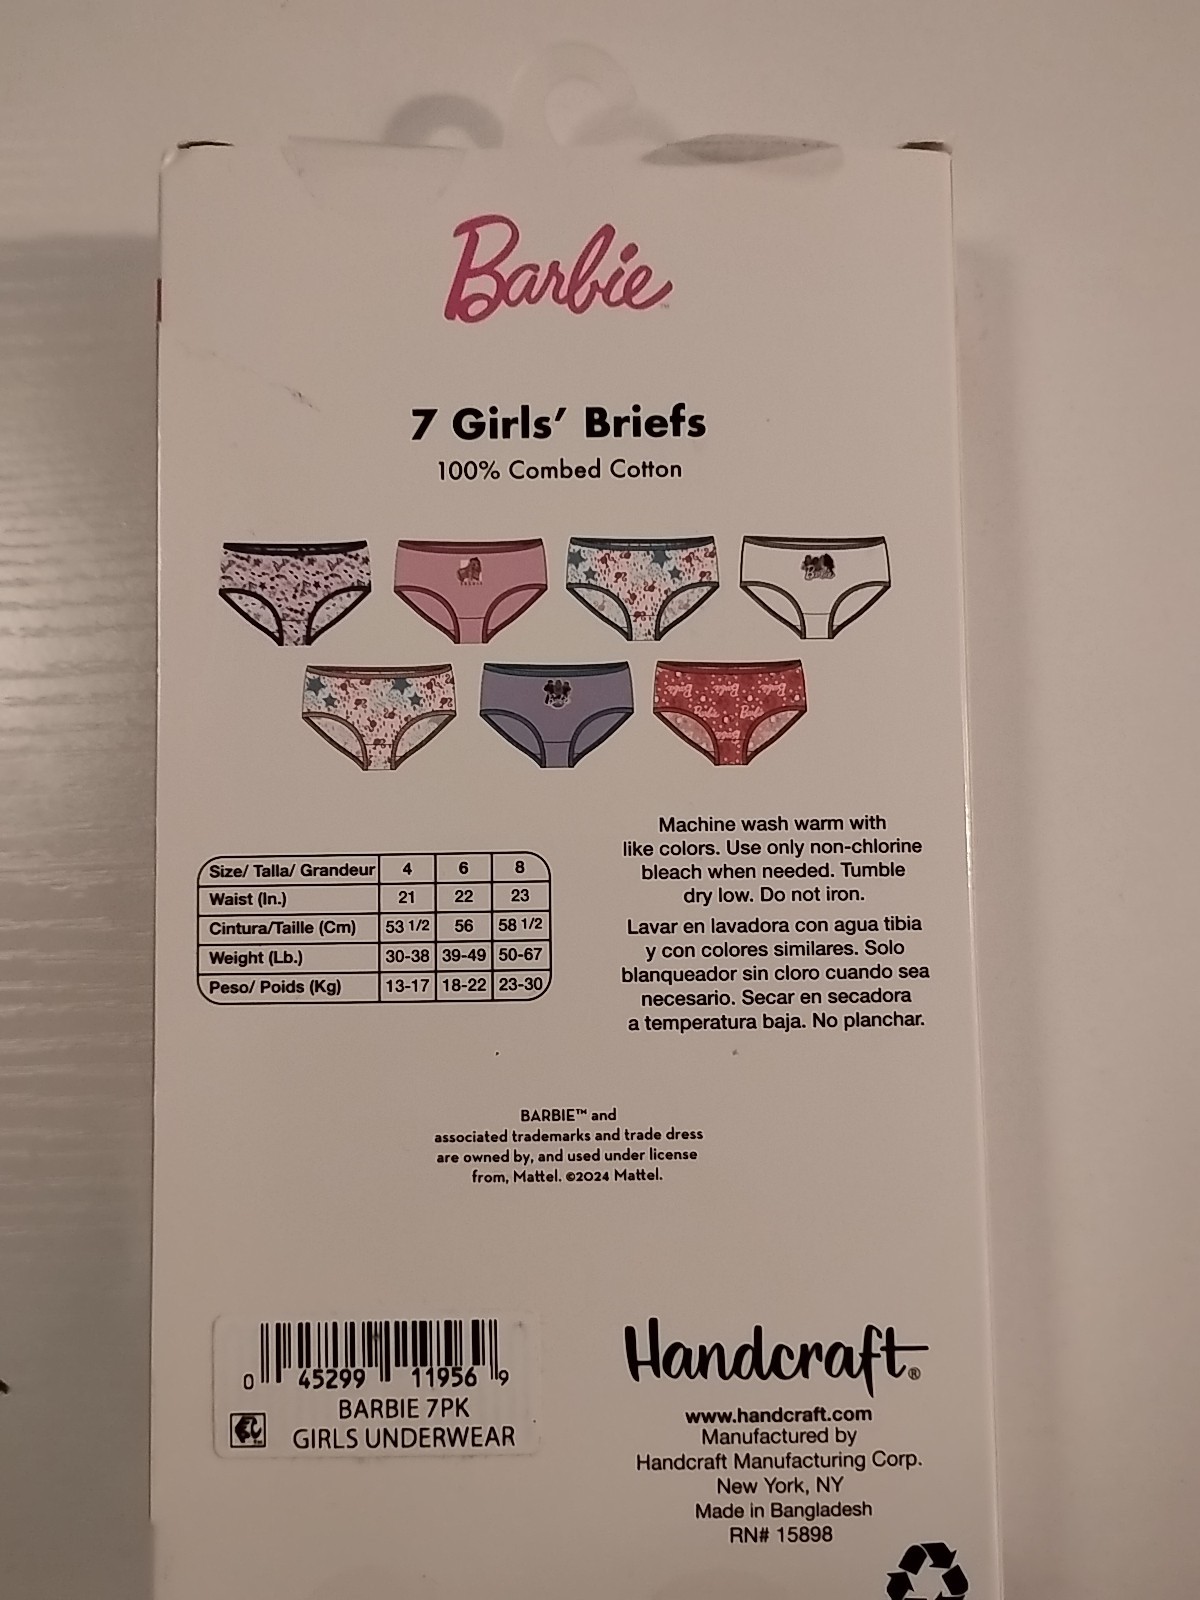 Barbie™
7 Girls' Briefs
100% Combed Cotton
Barbie
Barbie
Barbie Barbie
Barbie Barbie
Size/ Talla/ Grandeur 4 6 8
Waist (In.) 21 22 23
Cintura/Taille (Cm) 53 1/2 56 58 1/2
Weight (Lb.) 30-38 39-49 50-67
Peso/ Poids (Kg) 13-17 18-22 23-30
Machine wash warm with
like colors. Use only non-chlorine
bleach when needed. Tumble
dry low. Do not iron.
Lavar en lavadora con agua tibia
y con colores similares. Solo
blanqueador sin cloro cuando sea
necesario. Secar en secadora
a temperatura baja. No planchar.
BARBIE™ and
associated trademarks and trade dress
are owned by, and used under license
from, Mattel. ©2024 Mattel.
0 45299 11956 9
BARBIE 7PK
GIRLS UNDERWEAR
Handcraft®
www.handcraft.com
Manufactured by
Handcraft Manufacturing Corp.
New York, NY
Made in Bangladesh
RN# 15898